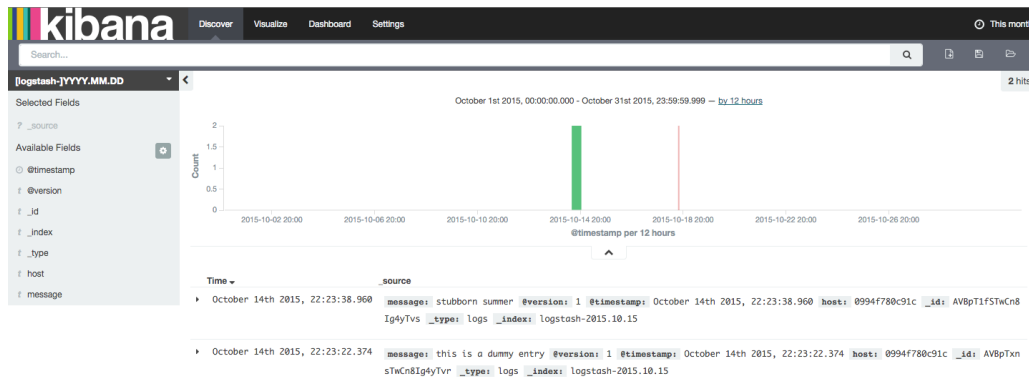 kibana Discover Visualize Dashboard Settings This mont
Search...
[logstash-]YYYY.MM.DD
2 hits
Selected Fields
? _source
Available Fields
@timestamp
t @version
t _id
t _index
t _type
t host
t message
October 1st 2015, 00:00:00.000 - October 31st 2015, 23:59:59.999 — by 12 hours
Count
2
1.5
1
0.5
0
2015-10-02 20:00 2015-10-06 20:00 2015-10-10 20:00 2015-10-14 20:00 2015-10-18 20:00 2015-10-22 20:00 2015-10-26 20:00
@timestamp per 12 hours
Time _source
October 14th 2015, 22:23:38.960 message: stubborn summer @version: 1 @timestamp: October 14th 2015, 22:23:38.960 host: 0994f780c91c _id: AVBpT1fSTwCn8
Ig4yTvs _type: logs _index: logstash-2015.10.15
October 14th 2015, 22:23:22.374 message: this is a dummy entry @version: 1 @timestamp: October 14th 2015, 22:23:22.374 host: 0994f780c91c _id: AVBpTxn
sTwCn8Ig4yTvr _type: logs _index: logstash-2015.10.15